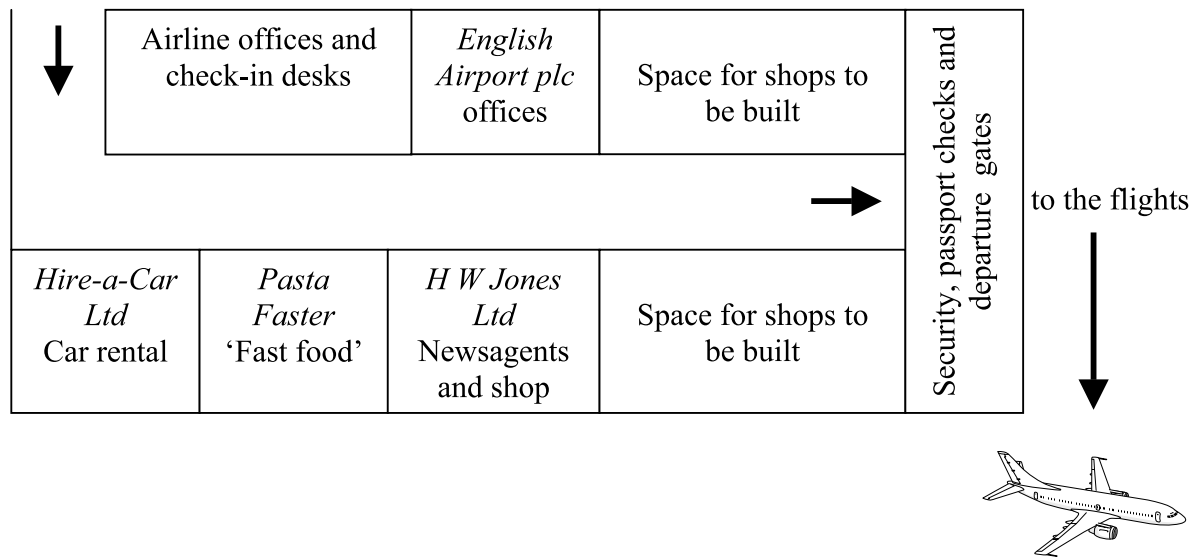 Airline offices and
check-in desks
English
Airport plc
offices
Space for shops to
be built
Security, passport checks and
departure gates
to the flights
Hire-a-Car
Ltd
Car rental
Pasta
Faster
‘Fast food’
H W Jones
Ltd
Newsagents
and shop
Space for shops to
be built